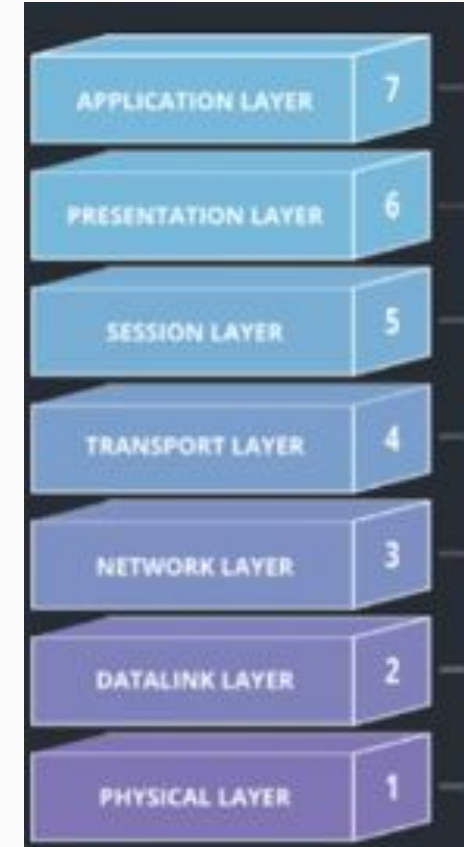 APPLICATION LAYER 7
PRESENTATION LAYER 6
SESSION LAYER 5
TRANSPORT LAYER 4
NETWORK LAYER 3
DATALINK LAYER 2
PHYSICAL LAYER 1